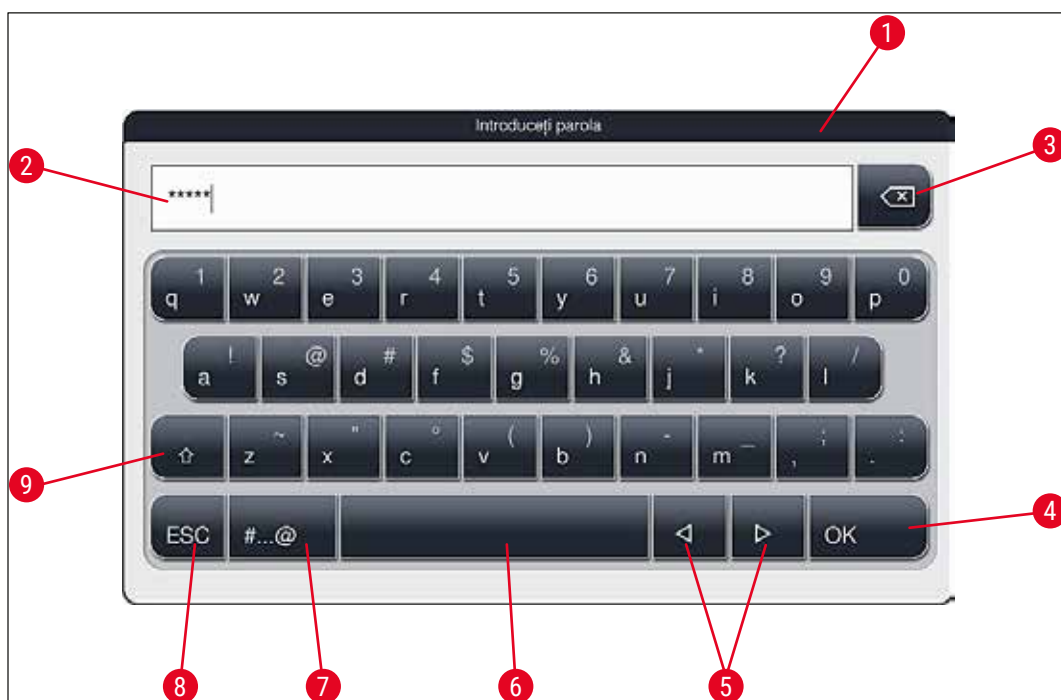 1
Introduceți parola
2
*****
3
1 2 3 4 5 6 7 8 9 0
q w e r t y u i o p
! @ # $ % & * ? /
a s d f g h j k l
~ " ° ( ) - _ ; :
z x c v b n m , .
9
ESC #...@ OK
4
8 7 6 5